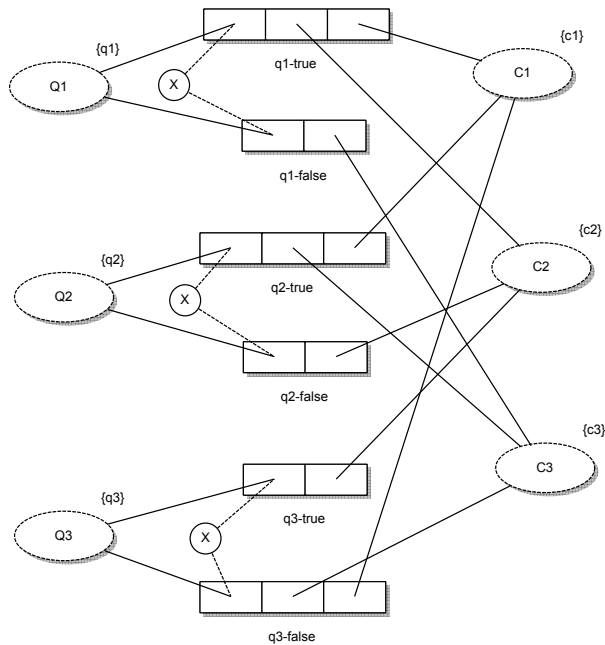 {q1}
Q1
X
q1-true
q1-false
{c1}
C1
{q2}
Q2
X
q2-true
q2-false
{c2}
C2
{q3}
Q3
X
q3-true
q3-false
{c3}
C3